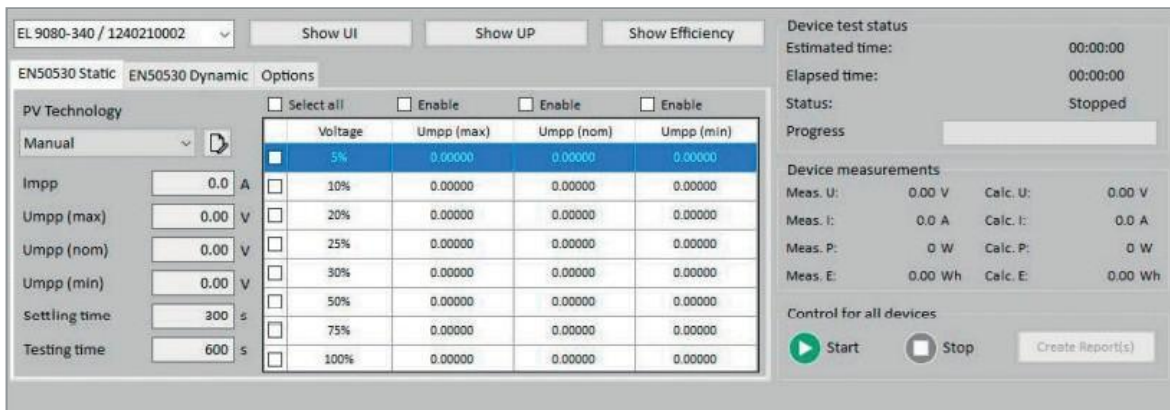 EL 9080-340 / 1240210002 Show UI Show UP Show Efficiency
EN50530 Static EN50530 Dynamic Options
PV Technology
Manual
Impp 0.0 A
Umpp (max) 0.00 V
Umpp (nom) 0.00 V
Umpp (min) 0.00 V
Settling time 300 s
Testing time 600 s
Select all Enable Enable Enable
Voltage Umpp (max) Umpp (nom) Umpp (min)
5% 0.00000 0.00000 0.00000
10% 0.00000 0.00000 0.00000
20% 0.00000 0.00000 0.00000
25% 0.00000 0.00000 0.00000
30% 0.00000 0.00000 0.00000
50% 0.00000 0.00000 0.00000
75% 0.00000 0.00000 0.00000
100% 0.00000 0.00000 0.00000
Device test status
Estimated time: 00:00:00
Elapsed time: 00:00:00
Status: Stopped
Progress
Device measurements
Meas. U: 0.00 V Calc. U: 0.00 V
Meas. I: 0.0 A Calc. I: 0.0 A
Meas. P: 0 W Calc. P: 0 W
Meas. E: 0.00 Wh Calc. E: 0.00 Wh
Control for all devices
Start Stop Create Report(s)